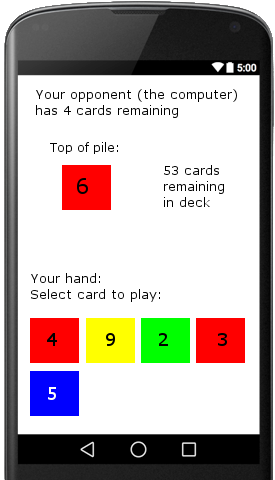 5:00
Your opponent (the computer)
has 4 cards remaining
Top of pile:
6
53 cards
remaining
in deck
Your hand:
Select card to play:
4 9 2 3
5